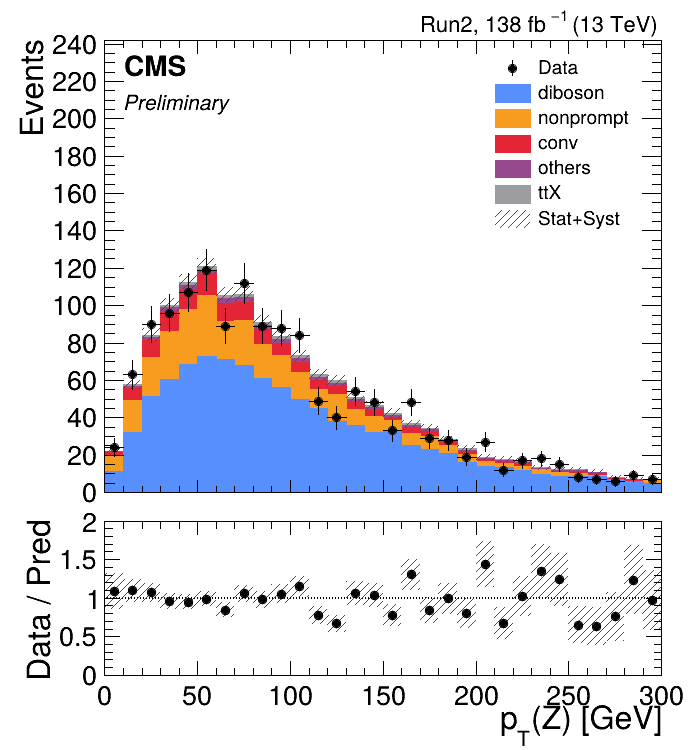 Run2, 138 fb⁻¹ (13 TeV)
Events
240
220
200
180
160
140
120
100
80
60
40
20
0
CMS
Preliminary
Data
diboson
nonprompt
conv
others
ttX
Stat+Syst
Data / Pred
2
1.5
1
0.5
0
0 50 100 150 200 250 300
p_T(Z) [GeV]